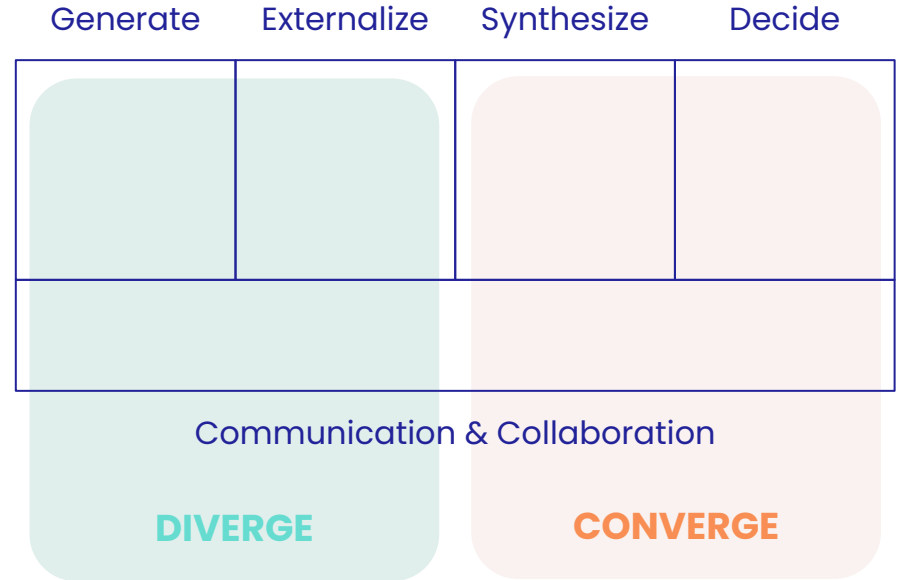 Generate Externalize Synthesize Decide
Communication & Collaboration
DIVERGE CONVERGE